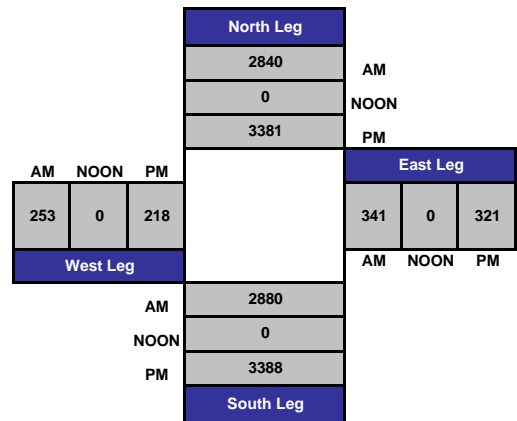 North Leg
2840 AM
0 NOON
3381 PM
AM NOON PM
East Leg
253 0 218
341 0 321
West Leg
AM NOON PM
AM 2880
NOON 0
PM 3388
South Leg